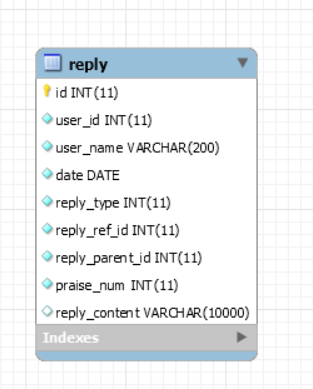 reply
id INT(11)
user_id INT(11)
user_name VARCHAR(200)
date DATE
reply_type INT(11)
reply_ref_id INT(11)
reply_parent_id INT(11)
praise_num INT(11)
reply_content VARCHAR(10000)
Indexes